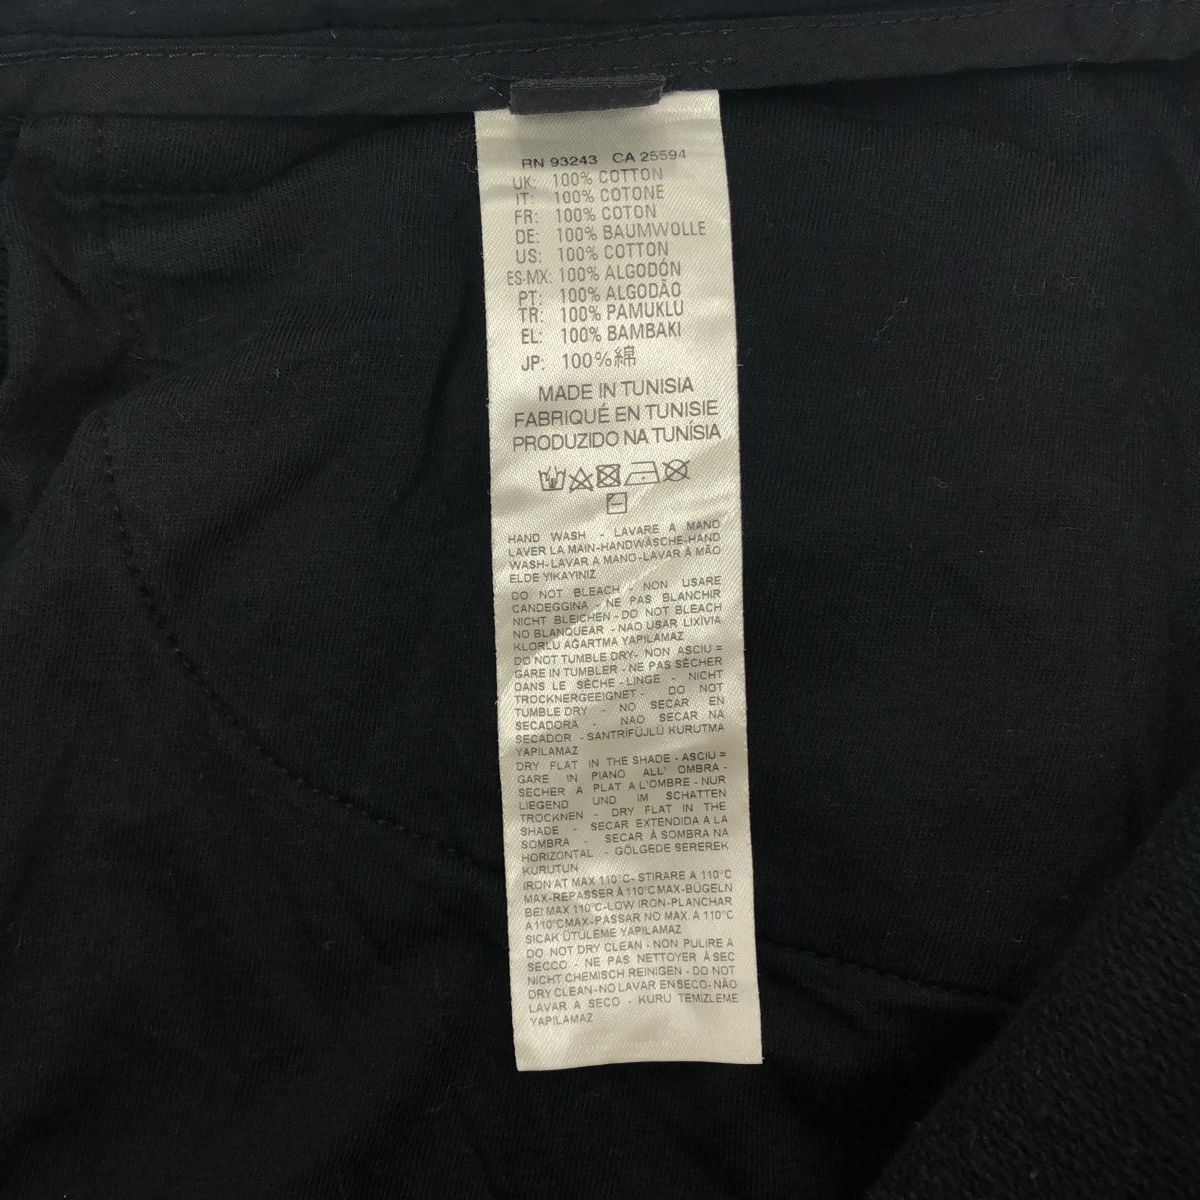 RN 93243 CA 25594
UK: 100% COTTON
IT: 100% COTONE
FR: 100% COTON
DE: 100% BAUMWOLLE
US: 100% COTTON
ES-MX: 100% ALGODÓN
PT: 100% ALGODÃO
TR: 100% PAMUKLU
EL: 100% BAMBAKI
JP: 100%綿
MADE IN TUNISIA
FABRIQUÉ EN TUNISIE
PRODUZIDO NA TUNÍSIA
HAND WASH - LAVARE A MANO
LAVER LA MAIN-HANDWÄSCHE-HAND
WASH-LAVAR A MANO-LAVAR À MÃO
ELDE YIKAYINIZ
DO NOT BLEACH - NON USARE
CANDEGGINA - NE PAS BLANCHIR
NICHT BLEICHEN - DO NOT BLEACH
NO BLANQUEAR - NAO USAR LIXÍVIA
KLORLU AGARTMA YAPILAMAZ
DO NOT TUMBLE DRY- NON ASCIU =
GARE IN TUMBLER - NE PAS SÈCHER
DANS LE SÈCHE - LINGE - NICHT
TROCKNERGEEIGNET - DO NOT
TUMBLE DRY - NO SECAR EN
SECADORA - NAO SECAR NA
SECADOR - SANTRIFÜJLÜ KURUTMA
YAPILAMAZ
DRY FLAT IN THE SHADE - ASCIU =
GARE IN PIANO ALL' OMBRA -
SECHER A PLAT A L'OMBRE - NUR
LIEGEND UND IM SCHATTEN
TROCKNEN - DRY FLAT IN THE
SHADE - SECAR EXTENDIDA A LA
SOMBRA - SECAR À SOMBRA NA
HORIZONTAL - GÖLGEDE SEREREK
KURUTUN
IRON AT MAX 110°C- STIRARE A 110°C
MAX-REPASSER À 110°C MAX-BÜGELN
BEI MAX 110°C-LOW IRON-PLANCHAR
A 110°C MAX-PASSAR NO MAX. A 110°C
SICAK ÜTÜLEME YAPILAMAZ
DO NOT DRY CLEAN - NON PULIRE A
SECCO - NE PAS NETTOYER À SEC
NICHT CHEMISCH REINIGEN - DO NOT
DRY CLEAN-NO LAVAR EN SECO-NÃO
LAVAR A SECO - KURU TEMIZLEME
YAPILAMAZ